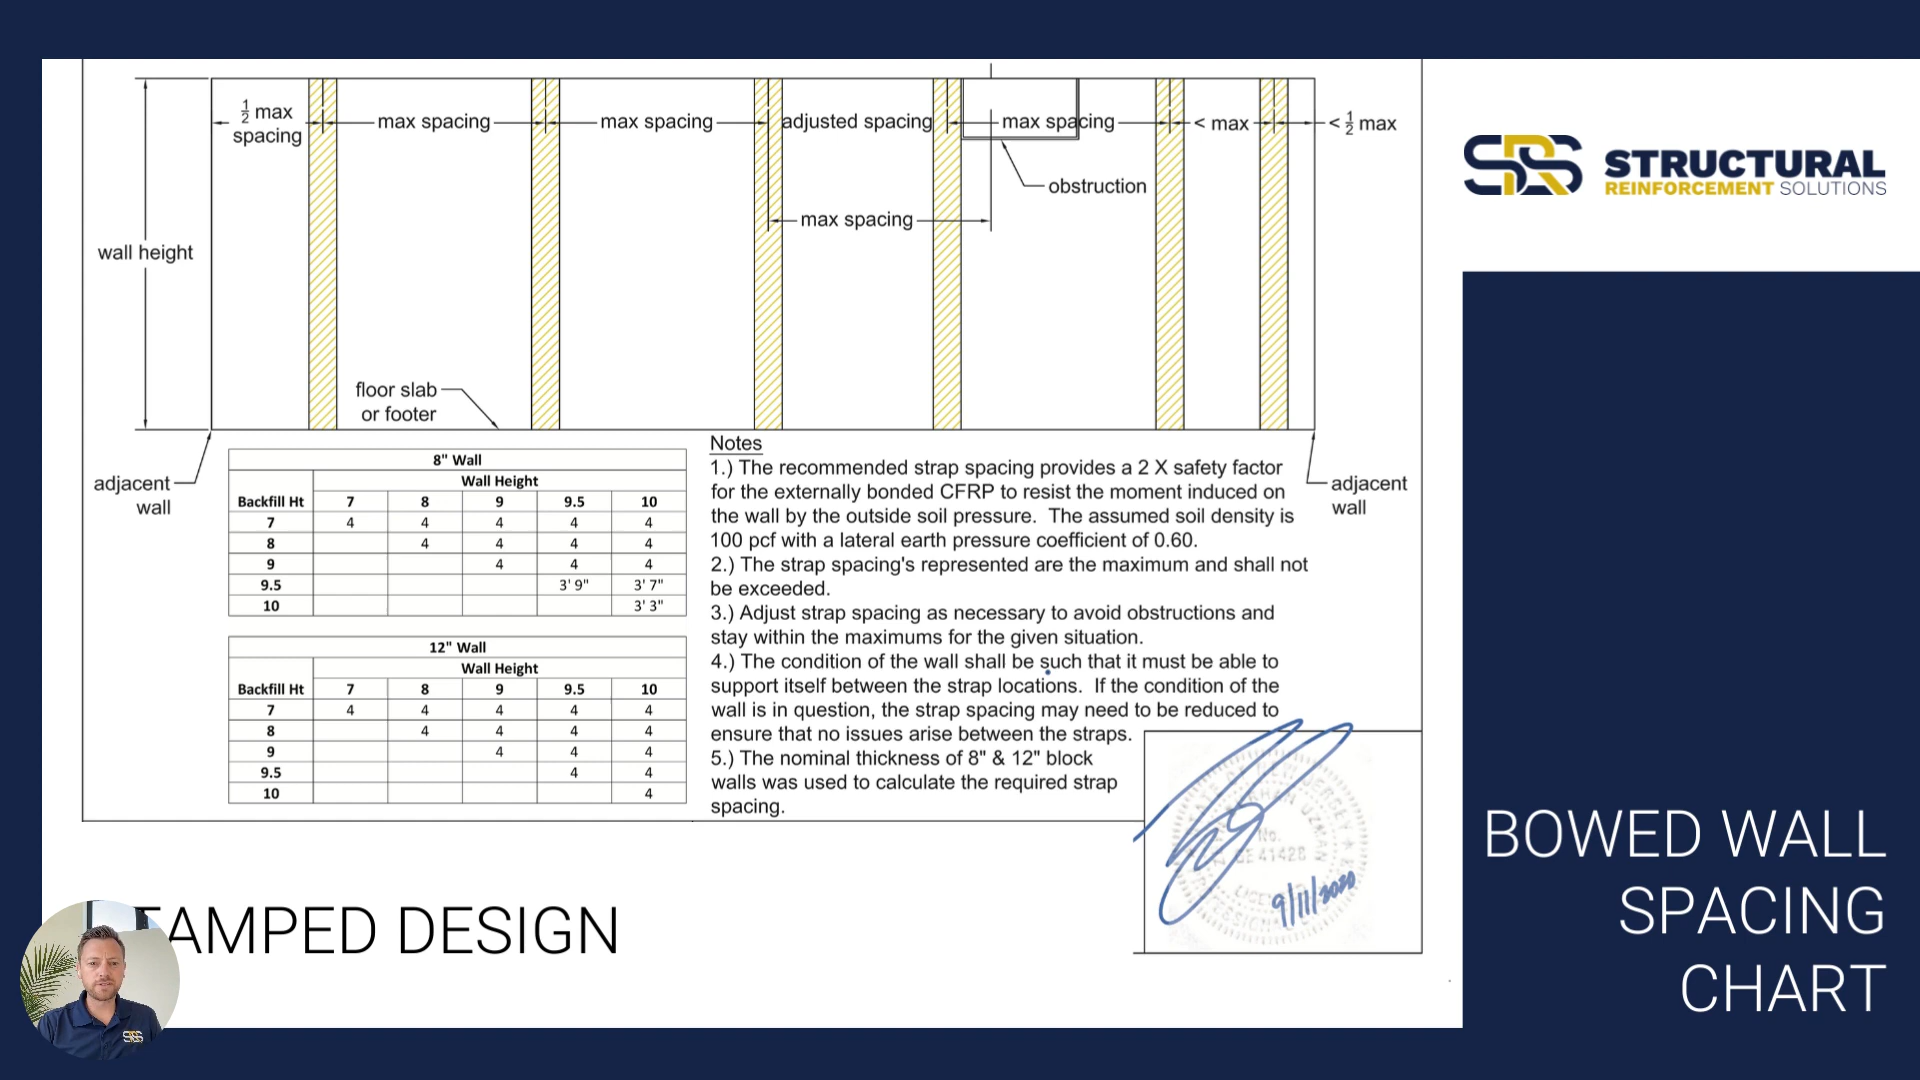 1/2 max
spacing
max spacing
max spacing
adjusted spacing
max spacing
< max
< 1/2 max
obstruction
max spacing
wall height
floor slab
or footer
adjacent
wall
adjacent
wall
8" Wall
Wall Height
Backfill Ht 7 8 9 9.5 10
7 4 4 4 4 4
8 4 4 4 4
9 4 4 4
9.5 3' 9" 3' 7"
10 3' 3"
12" Wall
Wall Height
Backfill Ht 7 8 9 9.5 10
7 4 4 4 4 4
8 4 4 4 4
9 4 4 4
9.5 4 4
10 4
Notes
1.) The recommended strap spacing provides a 2 X safety factor
for the externally bonded CFRP to resist the moment induced on
the wall by the outside soil pressure. The assumed soil density is
100 pcf with a lateral earth pressure coefficient of 0.60.
2.) The strap spacing's represented are the maximum and shall not
be exceeded.
3.) Adjust strap spacing as necessary to avoid obstructions and
stay within the maximums for the given situation.
4.) The condition of the wall shall be such that it must be able to
support itself between the strap locations. If the condition of the
wall is in question, the strap spacing may need to be reduced to
ensure that no issues arise between the straps.
5.) The nominal thickness of 8" & 12" block
walls was used to calculate the required strap
spacing.
No.
9/11/2020
SRS STRUCTURAL
REINFORCEMENT SOLUTIONS
BOWED WALL
SPACING
CHART
TAMPED DESIGN
SRS